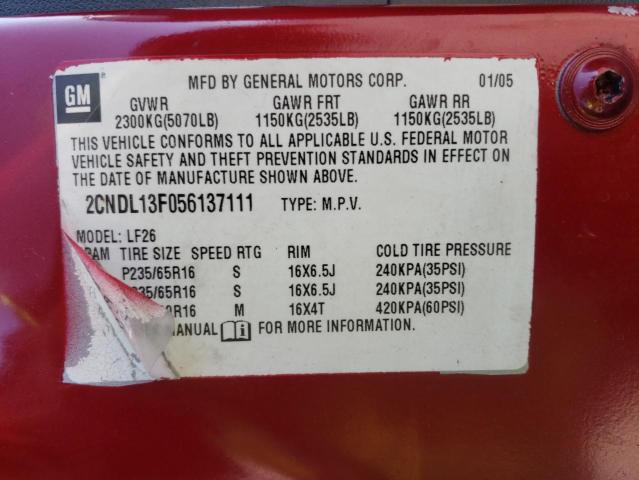 GM
MFD BY GENERAL MOTORS CORP. 01/05
GVWR GAWR FRT GAWR RR
2300KG(5070LB) 1150KG(2535LB) 1150KG(2535LB)
THIS VEHICLE CONFORMS TO ALL APPLICABLE U.S. FEDERAL MOTOR
VEHICLE SAFETY AND THEFT PREVENTION STANDARDS IN EFFECT ON
THE DATE OF MANUFACTURE SHOWN ABOVE.
2CNDL13F056137111 TYPE: M.P.V.
MODEL: LF26
TIRE SIZE SPEED RTG RIM COLD TIRE PRESSURE
P235/65R16 S 16X6.5J 240KPA(35PSI)
35/65R16 S 16X6.5J 240KPA(35PSI)
R16 M 16X4T 420KPA(60PSI)
MANUAL FOR MORE INFORMATION.